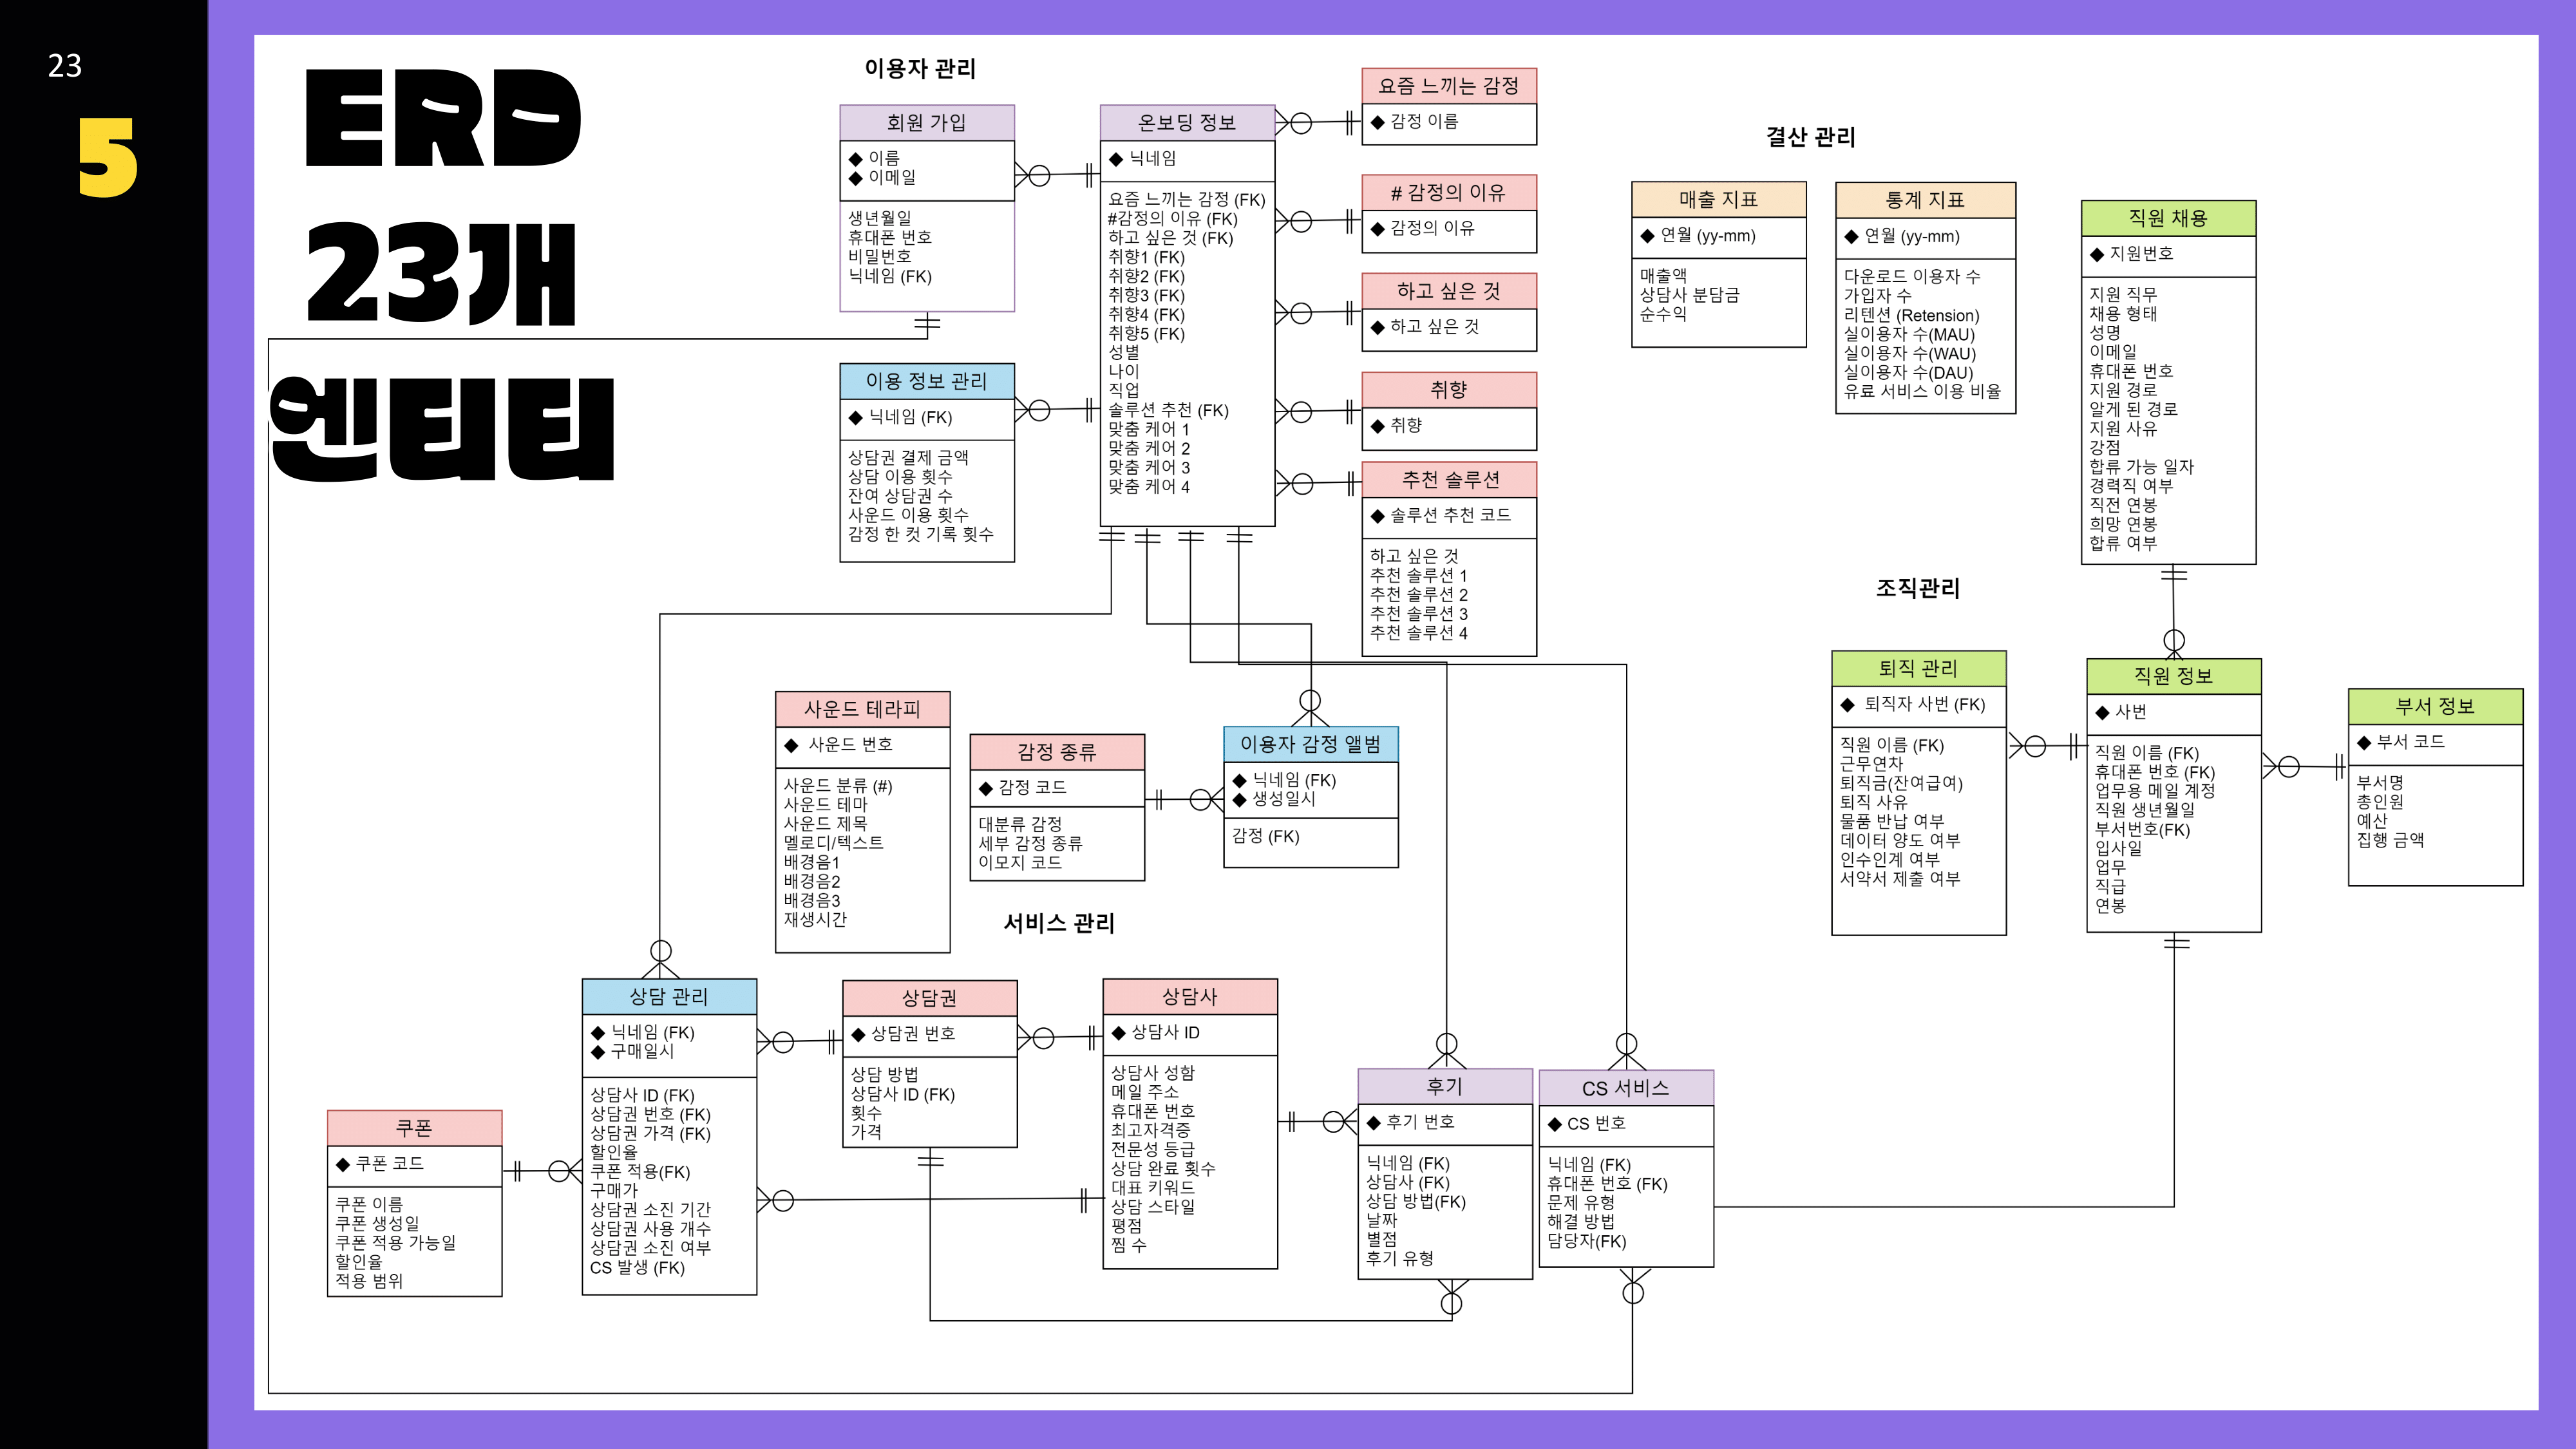 23
5
ERD
23개
엔티티
이용자 관리
회원 가입
◆ 이름
◆ 이메일
생년월일
휴대폰 번호
비밀번호
닉네임 (FK)
이용 정보 관리
◆ 닉네임 (FK)
상담권 결제 금액
상담 이용 횟수
잔여 상담권 수
사운드 이용 횟수
감정 한 컷 기록 횟수
온보딩 정보
◆ 닉네임
요즘 느끼는 감정 (FK)
#감정의 이유 (FK)
하고 싶은 것 (FK)
취향1 (FK)
취향2 (FK)
취향3 (FK)
취향4 (FK)
취향5 (FK)
성별
나이
직업
솔루션 추천 (FK)
맞춤 케어 1
맞춤 케어 2
맞춤 케어 3
맞춤 케어 4
요즘 느끼는 감정
◆ 감정 이름
# 감정의 이유
◆ 감정의 이유
하고 싶은 것
◆ 하고 싶은 것
취향
◆ 취향
추천 솔루션
◆ 솔루션 추천 코드
하고 싶은 것
추천 솔루션 1
추천 솔루션 2
추천 솔루션 3
추천 솔루션 4
결산 관리
매출 지표
◆ 연월 (yy-mm)
매출액
상담사 분담금
순수익
통계 지표
◆ 연월 (yy-mm)
다운로드 이용자 수
가입자 수
리텐션 (Retension)
실이용자 수(MAU)
실이용자 수(WAU)
실이용자 수(DAU)
유료 서비스 이용 비율
직원 채용
◆ 지원번호
지원 직무
채용 형태
성명
이메일
휴대폰 번호
지원 경로
알게 된 경로
지원 사유
강점
합류 가능 일자
경력직 여부
직전 연봉
희망 연봉
합류 여부
조직관리
퇴직 관리
◆ 퇴직자 사번 (FK)
직원 이름 (FK)
근무연차
퇴직금(잔여급여)
퇴직 사유
물품 반납 여부
데이터 양도 여부
인수인계 여부
서약서 제출 여부
직원 정보
◆ 사번
직원 이름 (FK)
휴대폰 번호 (FK)
업무용 메일 계정
직원 생년월일
부서번호(FK)
입사일
업무
직급
연봉
부서 정보
◆ 부서 코드
부서명
총인원
예산
집행 금액
사운드 테라피
◆ 사운드 번호
사운드 분류 (#)
사운드 테마
사운드 제목
멜로디/텍스트
배경음1
배경음2
배경음3
재생시간
감정 종류
◆ 감정 코드
대분류 감정
세부 감정 종류
이모지 코드
이용자 감정 앨범
◆ 닉네임 (FK)
◆ 생성일시
감정 (FK)
서비스 관리
쿠폰
◆ 쿠폰 코드
쿠폰 이름
쿠폰 생성일
쿠폰 적용 가능일
할인율
적용 범위
상담 관리
◆ 닉네임 (FK)
◆ 구매일시
상담사 ID (FK)
상담권 번호 (FK)
상담권 가격 (FK)
할인율
쿠폰 적용(FK)
구매가
상담권 소진 기간
상담권 사용 개수
상담권 소진 여부
CS 발생 (FK)
상담권
◆ 상담권 번호
상담 방법
상담사 ID (FK)
횟수
가격
상담사
◆ 상담사 ID
상담사 성함
메일 주소
휴대폰 번호
최고자격증
전문성 등급
상담 완료 횟수
대표 키워드
상담 스타일
평점
찜 수
후기
◆ 후기 번호
닉네임 (FK)
상담사 (FK)
상담 방법(FK)
날짜
별점
후기 유형
CS 서비스
◆ CS 번호
닉네임 (FK)
휴대폰 번호 (FK)
문제 유형
해결 방법
담당자(FK)